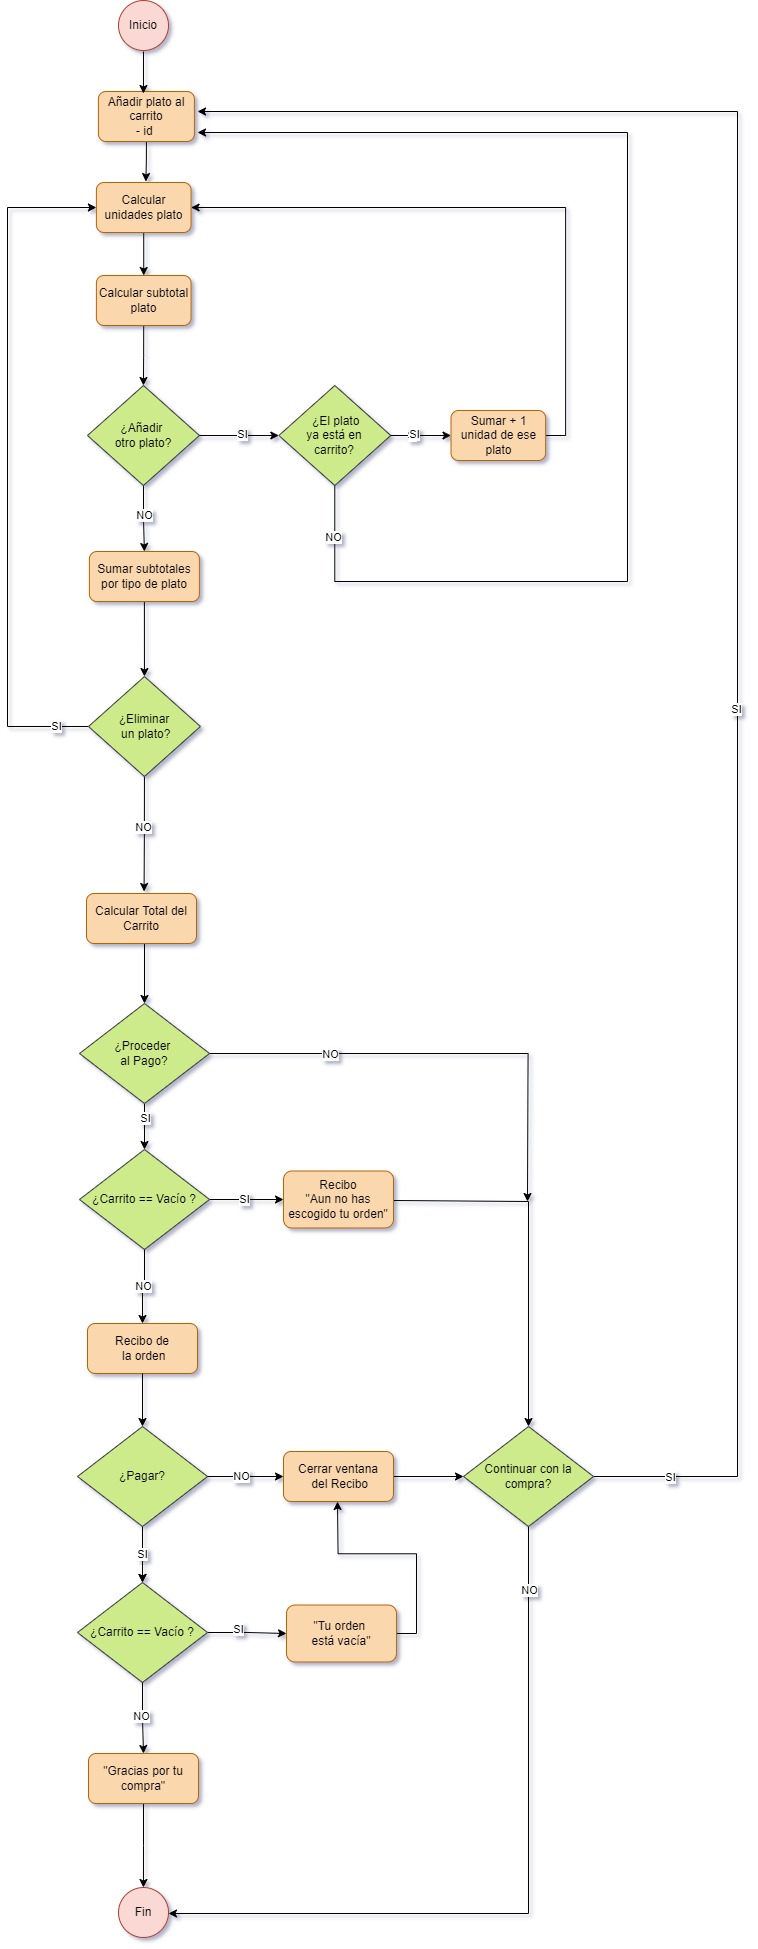 Inicio
Añadir plato al
carrito
- id
Calcular
unidades plato
Calcular subtotal
plato
¿Añadir
otro plato?
SI
¿El plato
ya está en
carrito?
SI
Sumar + 1
unidad de ese
plato
NO
NO
Sumar subtotales
por tipo de plato
SI
¿Eliminar
un plato?
SI
NO
Calcular Total del
Carrito
¿Proceder
al Pago?
NO
SI
¿Carrito == Vacío ?
SI
Recibo
"Aun no has
escogido tu orden"
NO
Recibo de
la orden
¿Pagar?
NO
Cerrar ventana
del Recibo
Continuar con la
compra?
SI
SI
NO
¿Carrito == Vacío ?
SI
"Tu orden
está vacía"
NO
"Gracias por tu
compra"
Fin